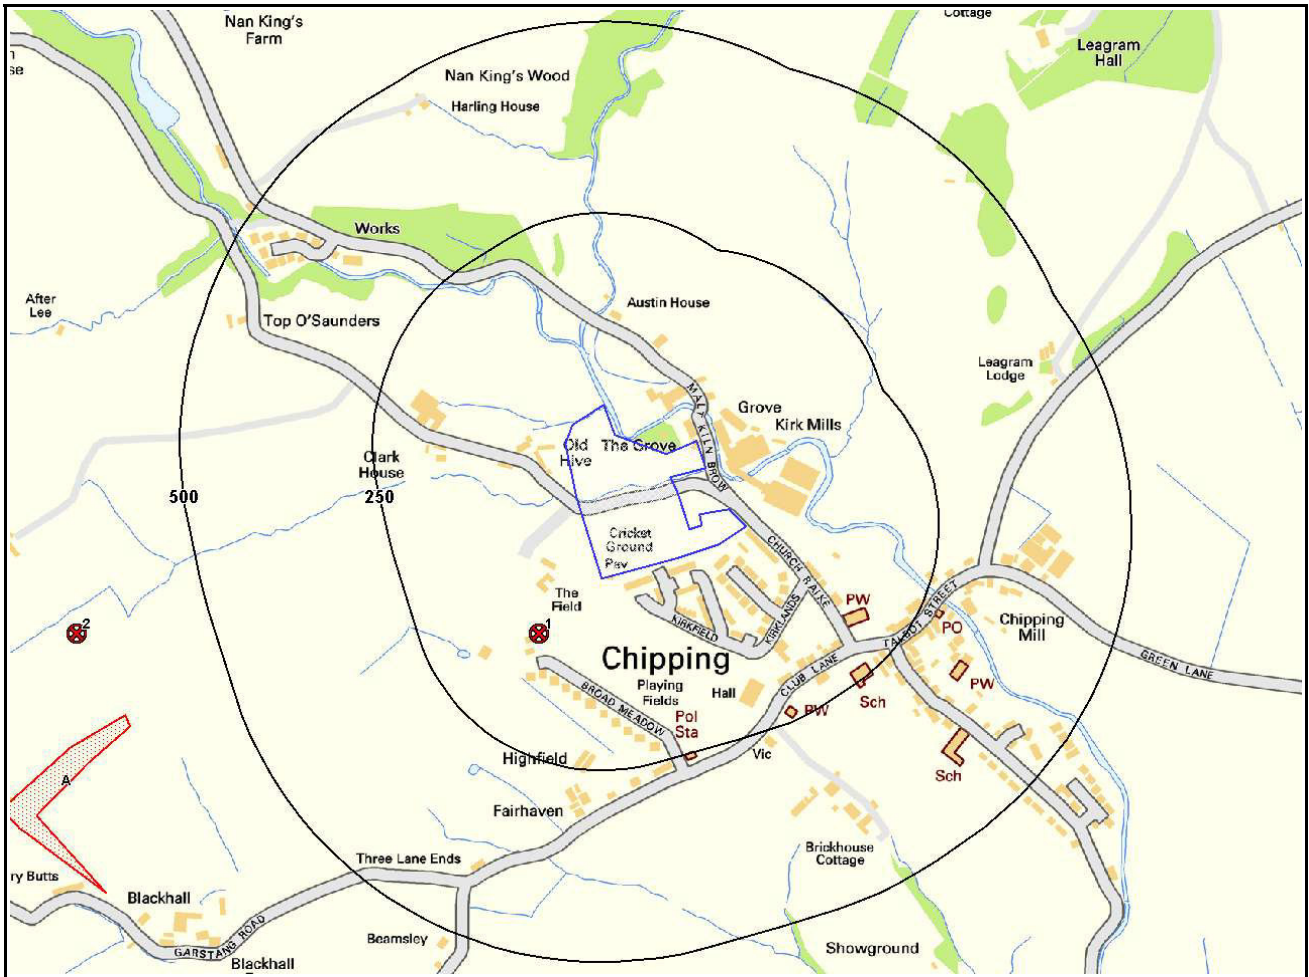 Nan King's
Farm
Cottage
Leagram
Hall
se
Nan King's Wood
Harling House
Works
After
Lee
Top O'Saunders
Austin House
Leagram
Lodge
MALT KILN BROW
Grove
Kirk Mills
Old
Hive
The Grove
Clark
House
500
250
Cricket
Ground
Pav
CHURCH RAIKE
The
Field
PW
TALBOT STREET
PO
Chipping
Mill
KIRKFIELD
KIRKLANDS
2
1
Chipping
CLUB LANE
GREEN LANE
Playing
Fields
Hall
PW
Sch
BROAD MEADOW
Pol
Sta
PW
Vic
Highfield
Sch
A
Fairhaven
Brickhouse
Cottage
Three Lane Ends
ry Butts
Blackhall
GARSTANG ROAD
Beamsley
Showground
Blackhall